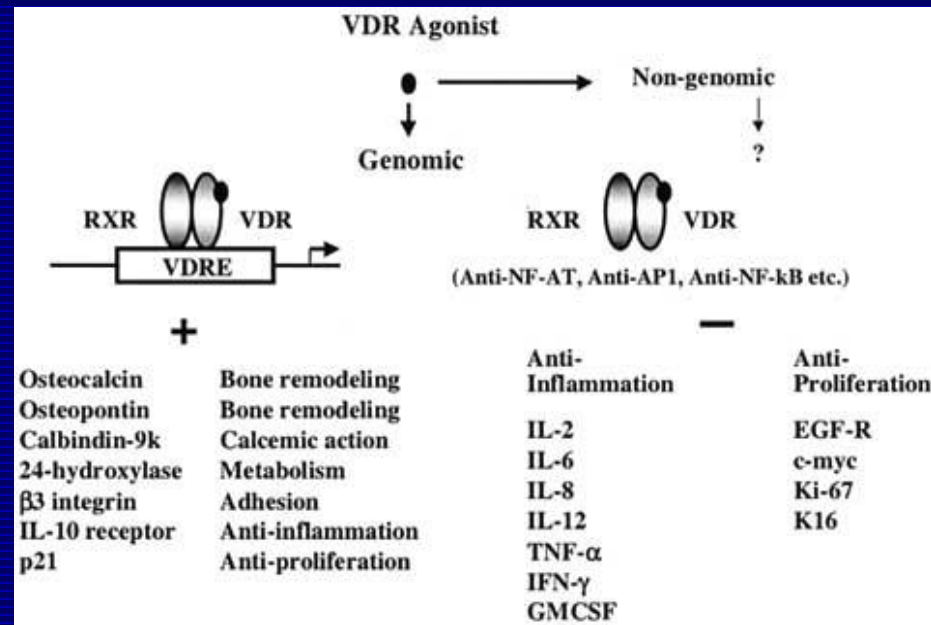 VDR Agonist
Non-genomic
Genomic
?
RXR VDR
VDRE
RXR VDR
(Anti-NF-AT, Anti-AP1, Anti-NF-kB etc.)
+
Osteocalcin Bone remodeling
Osteopontin Bone remodeling
Calbindin-9k Calcemic action
24-hydroxylase Metabolism
β3 integrin Adhesion
IL-10 receptor Anti-inflammation
p21 Anti-proliferation
—
Anti-
Inflammation
IL-2
IL-6
IL-8
IL-12
TNF-α
IFN-γ
GMCSF
Anti-
Proliferation
EGF-R
c-myc
Ki-67
K16